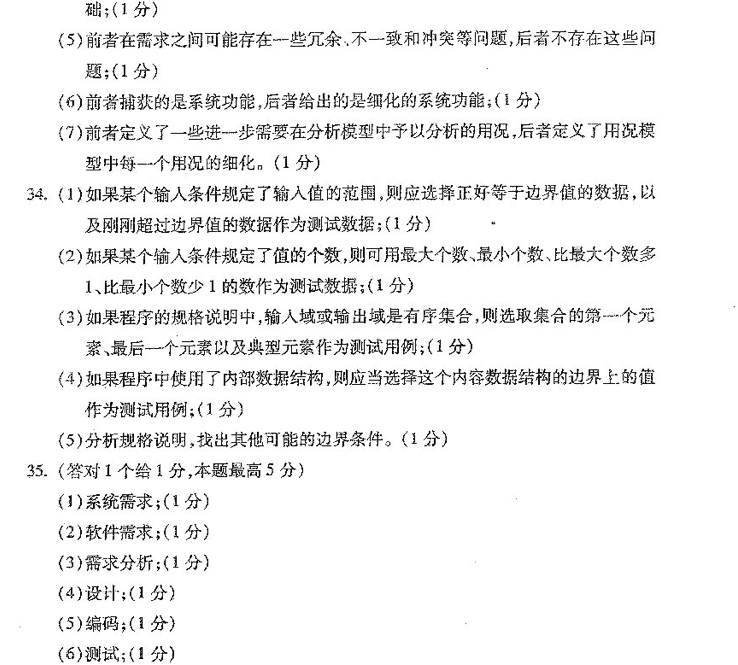 础;(1分)
(5)前者在需求之间可能存在一些冗余、不一致和冲突等问题,后者不存在这些问
题;(1分)
(6)前者捕获的是系统功能,后者给出的是细化的系统功能;(1分)
(7)前者定义了一些进一步需要在分析模型中予以分析的用况,后者定义了用况模
型中每一个用况的细化。(1分)
34. (1)如果某个输入条件规定了输入值的范围,则应选择正好等于边界值的数据,以
及刚刚超过边界值的数据作为测试数据;(1分)
(2)如果某个输入条件规定了值的个数,则可用最大个数、最小个数、比最大个数多
1、比最小个数少1的数作为测试数据;(1分)
(3)如果程序的规格说明中,输入域或输出域是有序集合,则选取集合的第一个元
素、最后一个元素以及典型元素作为测试用例;(1分)
(4)如果程序中使用了内部数据结构,则应当选择这个内容数据结构的边界上的值
作为测试用例;(1分)
(5)分析规格说明,找出其他可能的边界条件。(1分)
35. (答对1个给1分,本题最高5分)
(1)系统需求;(1分)
(2)软件需求;(1分)
(3)需求分析;(1分)
(4)设计;(1分)
(5)编码;(1分)
(6)测试;(1分)